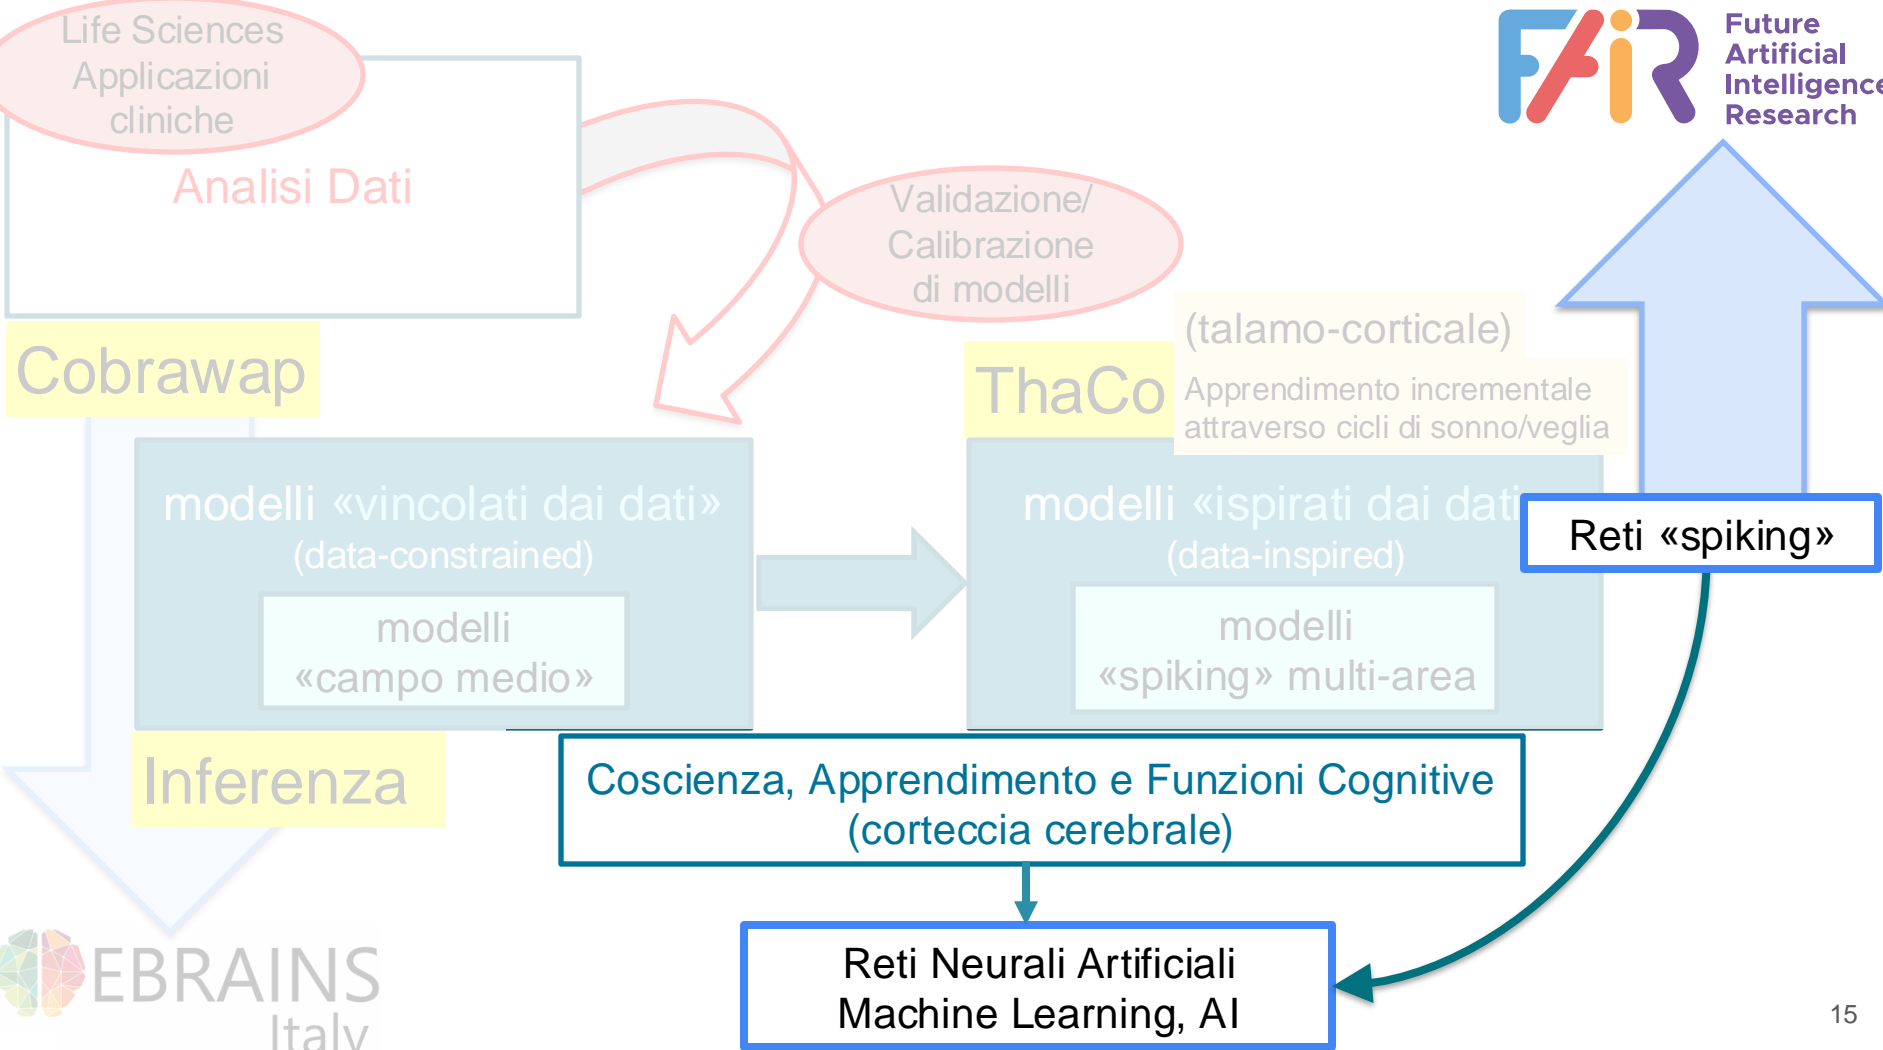 Life Sciences
Applicazioni
cliniche
Analisi Dati
FAIR
Future
Artificial
Intelligence
Research
Validazione/
Calibrazione
di modelli
Cobrawap
ThaCo
(talamo-corticale)
Apprendimento incrementale
attraverso cicli di sonno/veglia
modelli «vincolati dai dati»
(data-constrained)
modelli
«campo medio»
modelli «ispirati dai dati
(data-inspired)
modelli
«spiking» multi-area
Reti «spiking»
Inferenza
Coscienza, Apprendimento e Funzioni Cognitive
(corteccia cerebrale)
Reti Neurali Artificiali
Machine Learning, AI
EBRAINS
Italy
15